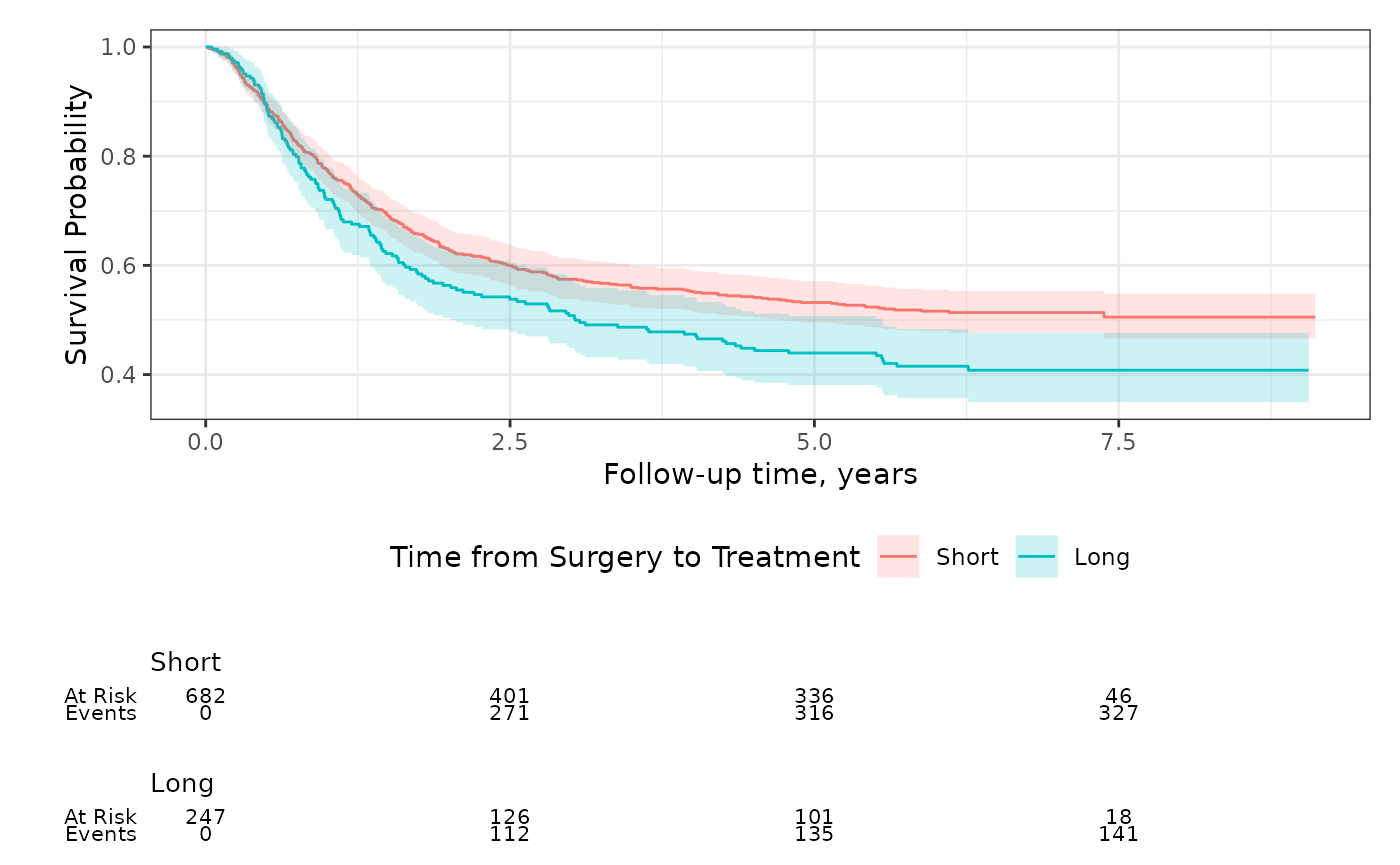 Survival Probability
1.0
0.8
0.6
0.4
0.0 2.5 5.0 7.5
Follow-up time, years
Time from Surgery to Treatment Short Long
Short
At Risk 682 401 336 46
Events 0 271 316 327
Long
At Risk 247 126 101 18
Events 0 112 135 141